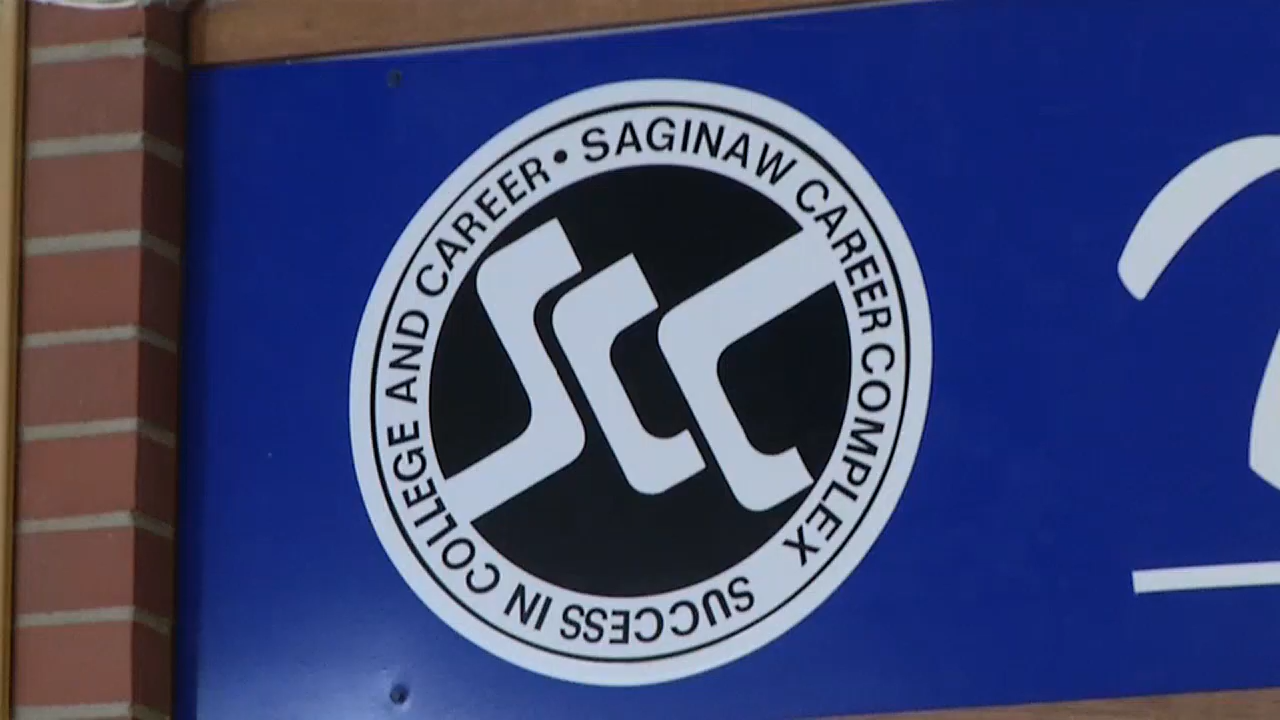 SAGINAW CAREER COMPLEX
SUCCESS IN COLLEGE AND CAREER •
SCC